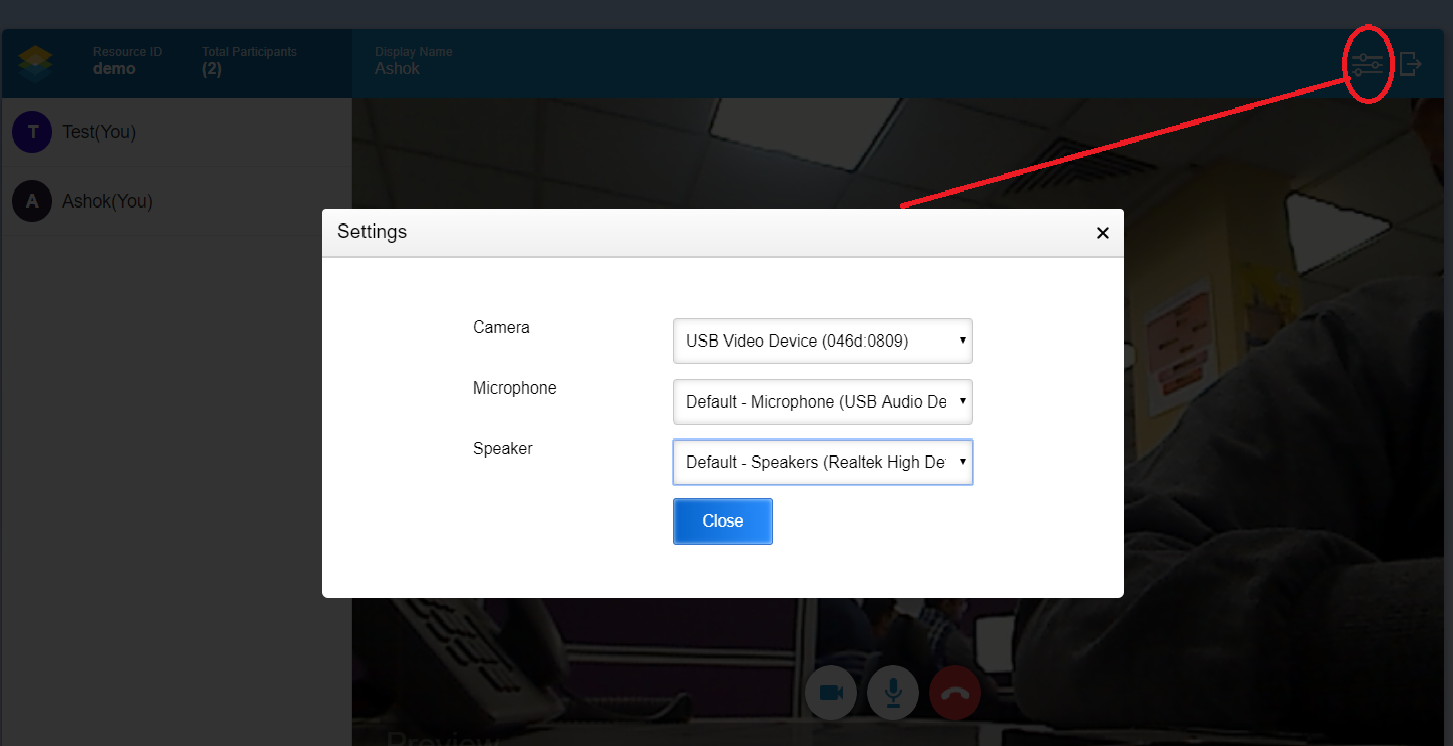 Resource ID
Total Participants
Display Name
demo
(2)
Ashok
T
Test(You)
A
Ashok(You)
Settings
Camera
USB Video Device (046d:0809)
Microphone
Default - Microphone (USB Audio De
Speaker
Default - Speakers (Realtek High De
Close
Preview